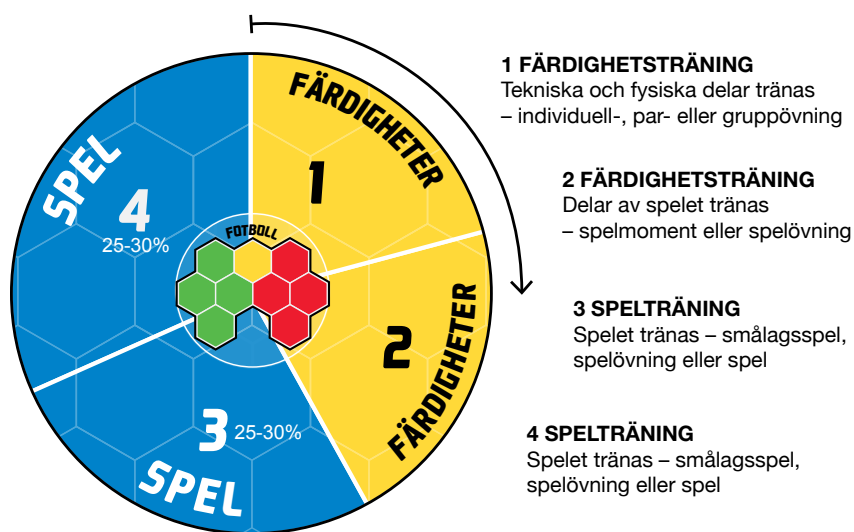 FÄRDIGHETER
1
FÄRDIGHETER
2
3 25-30%
SPEL
SPEL
4
25-30%
FOTBOLL
1 FÄRDIGHETSTRÄNING
Tekniska och fysiska delar tränas
– individuell-, par- eller gruppövning
2 FÄRDIGHETSTRÄNING
Delar av spelet tränas
– spelmoment eller spelövning
3 SPELTRÄNING
Spelet tränas – smålagsspel,
spelövning eller spel
4 SPELTRÄNING
Spelet tränas – smålagsspel,
spelövning eller spel